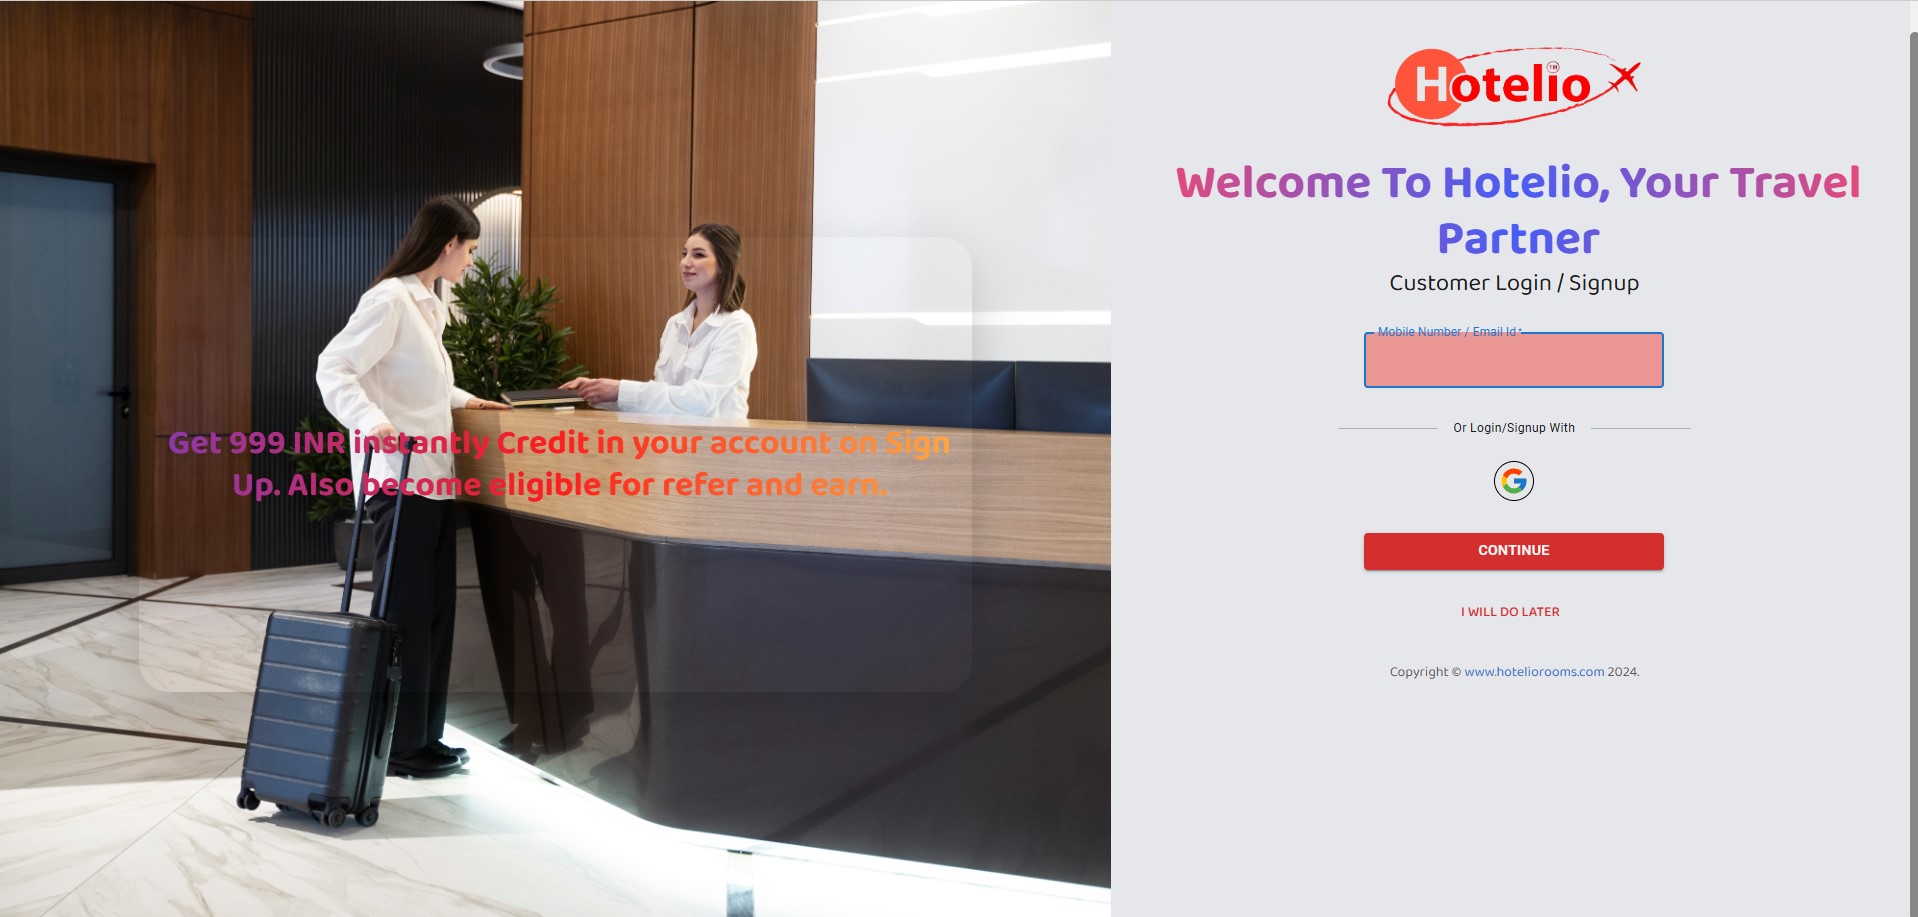 Get 999 INR instantly Credit in your account on Sign
Up. Also become eligible for refer and earn.
Hotelio
TM
Welcome To Hotelio, Your Travel
Partner
Customer Login / Signup
Mobile Number / Email Id *
Or Login/Signup With
G
CONTINUE
I WILL DO LATER
Copyright © www.hoteliorooms.com 2024.